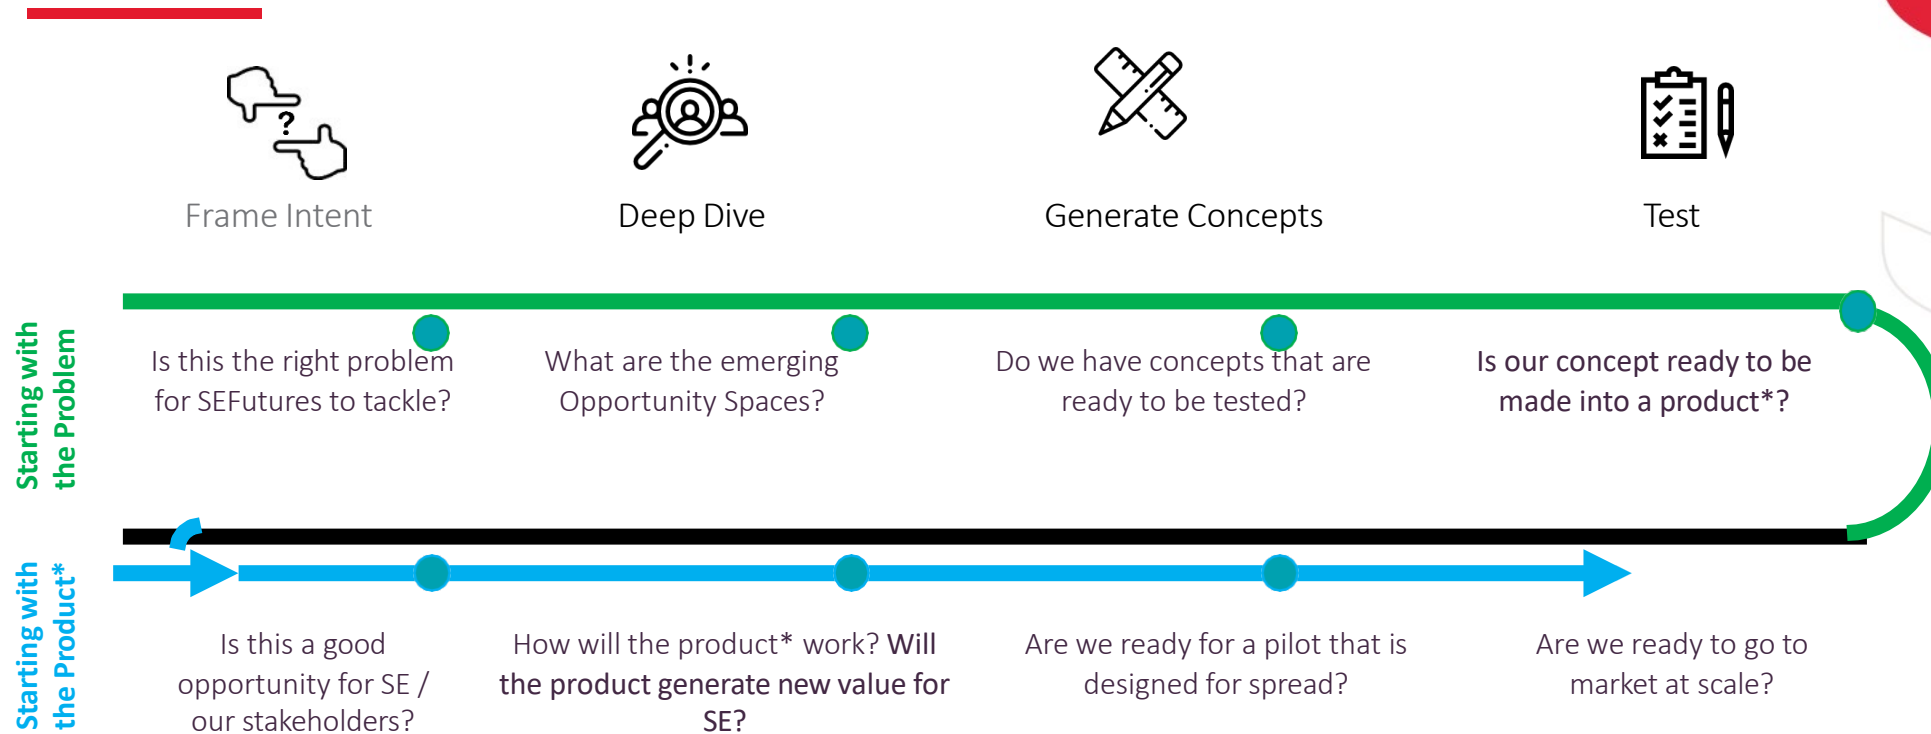 ?
Frame Intent
Deep Dive
Generate Concepts
Test
Starting with
the Problem
Is this the right problem
for SEFutures to tackle?
What are the emerging
Opportunity Spaces?
Do we have concepts that are
ready to be tested?
Is our concept ready to be
made into a product*?
Starting with
the Product*
Is this a good
opportunity for SE /
our stakeholders?
How will the product* work? Will
the product generate new value for
SE?
Are we ready for a pilot that is
designed for spread?
Are we ready to go to
market at scale?